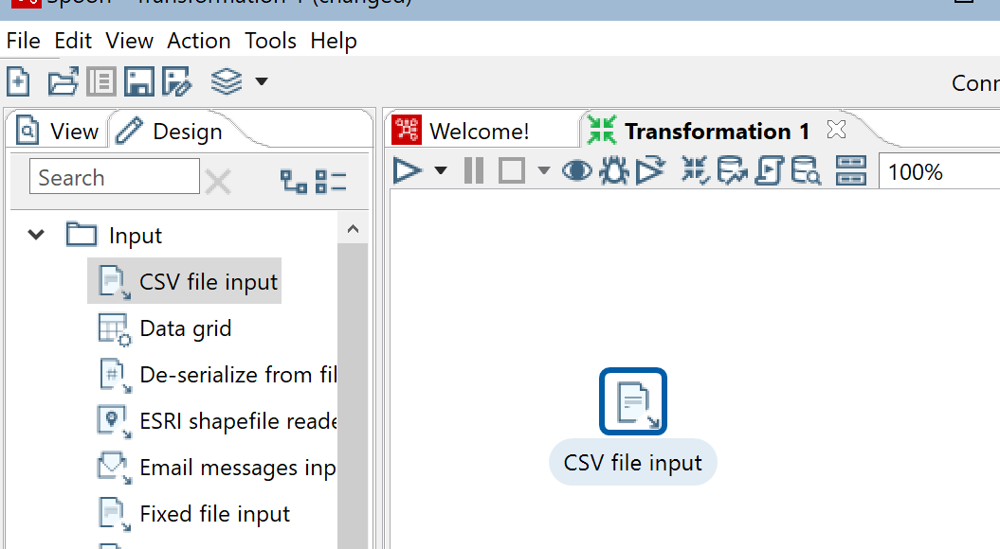 Spoon - Transformation 1 (changed)
File Edit View Action Tools Help
Conn
View Design
Welcome! Transformation 1
Search
100%
Input
CSV file input
Data grid
De-serialize from fil
ESRI shapefile reade
Email messages inp
Fixed file input
CSV file input